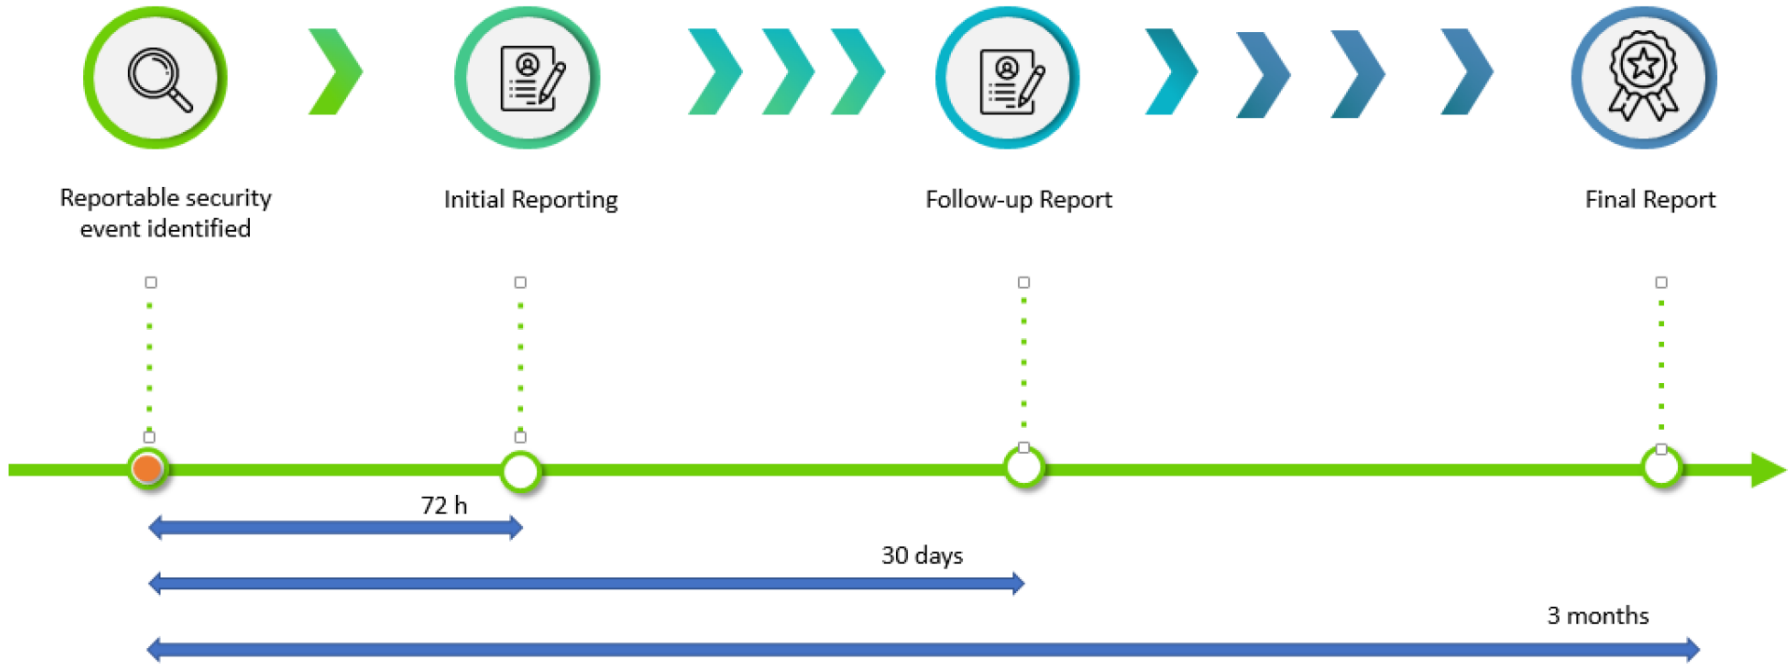 Reportable security
event identified
Initial Reporting
Follow-up Report
Final Report
72 h
30 days
3 months